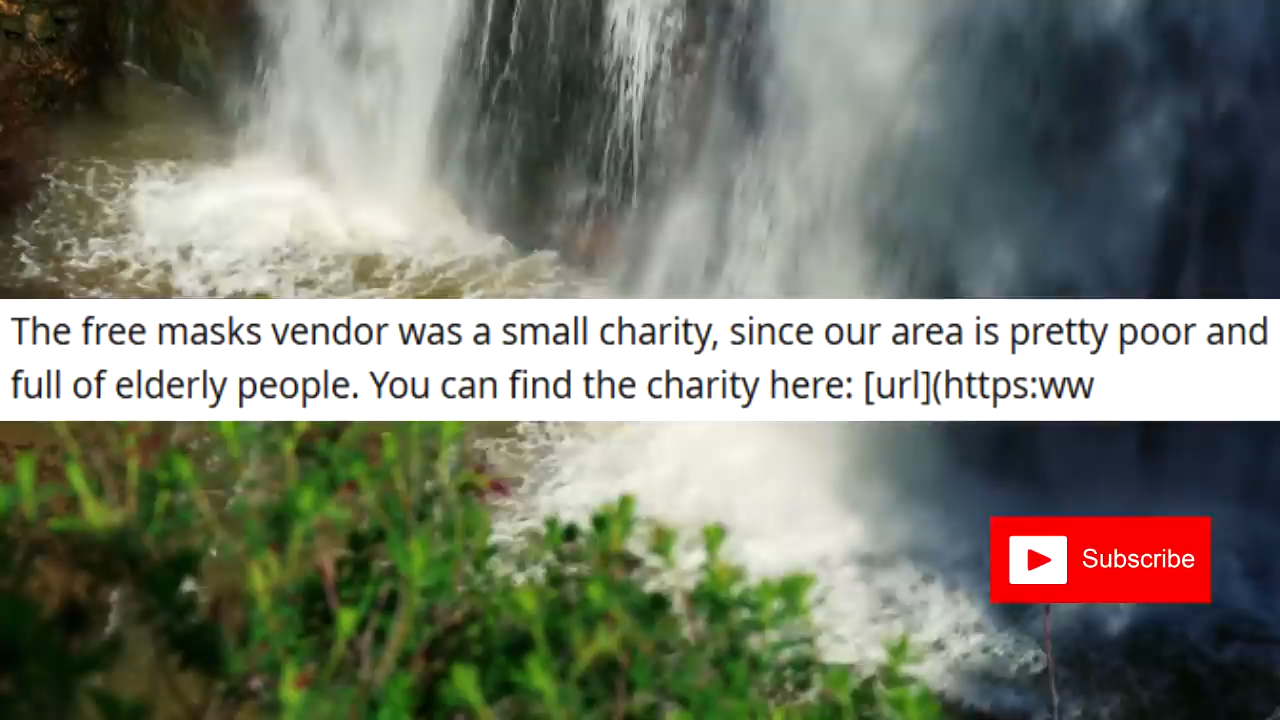 The free masks vendor was a small charity, since our area is pretty poor and
full of elderly people. You can find the charity here: [url](https:ww
Subscribe